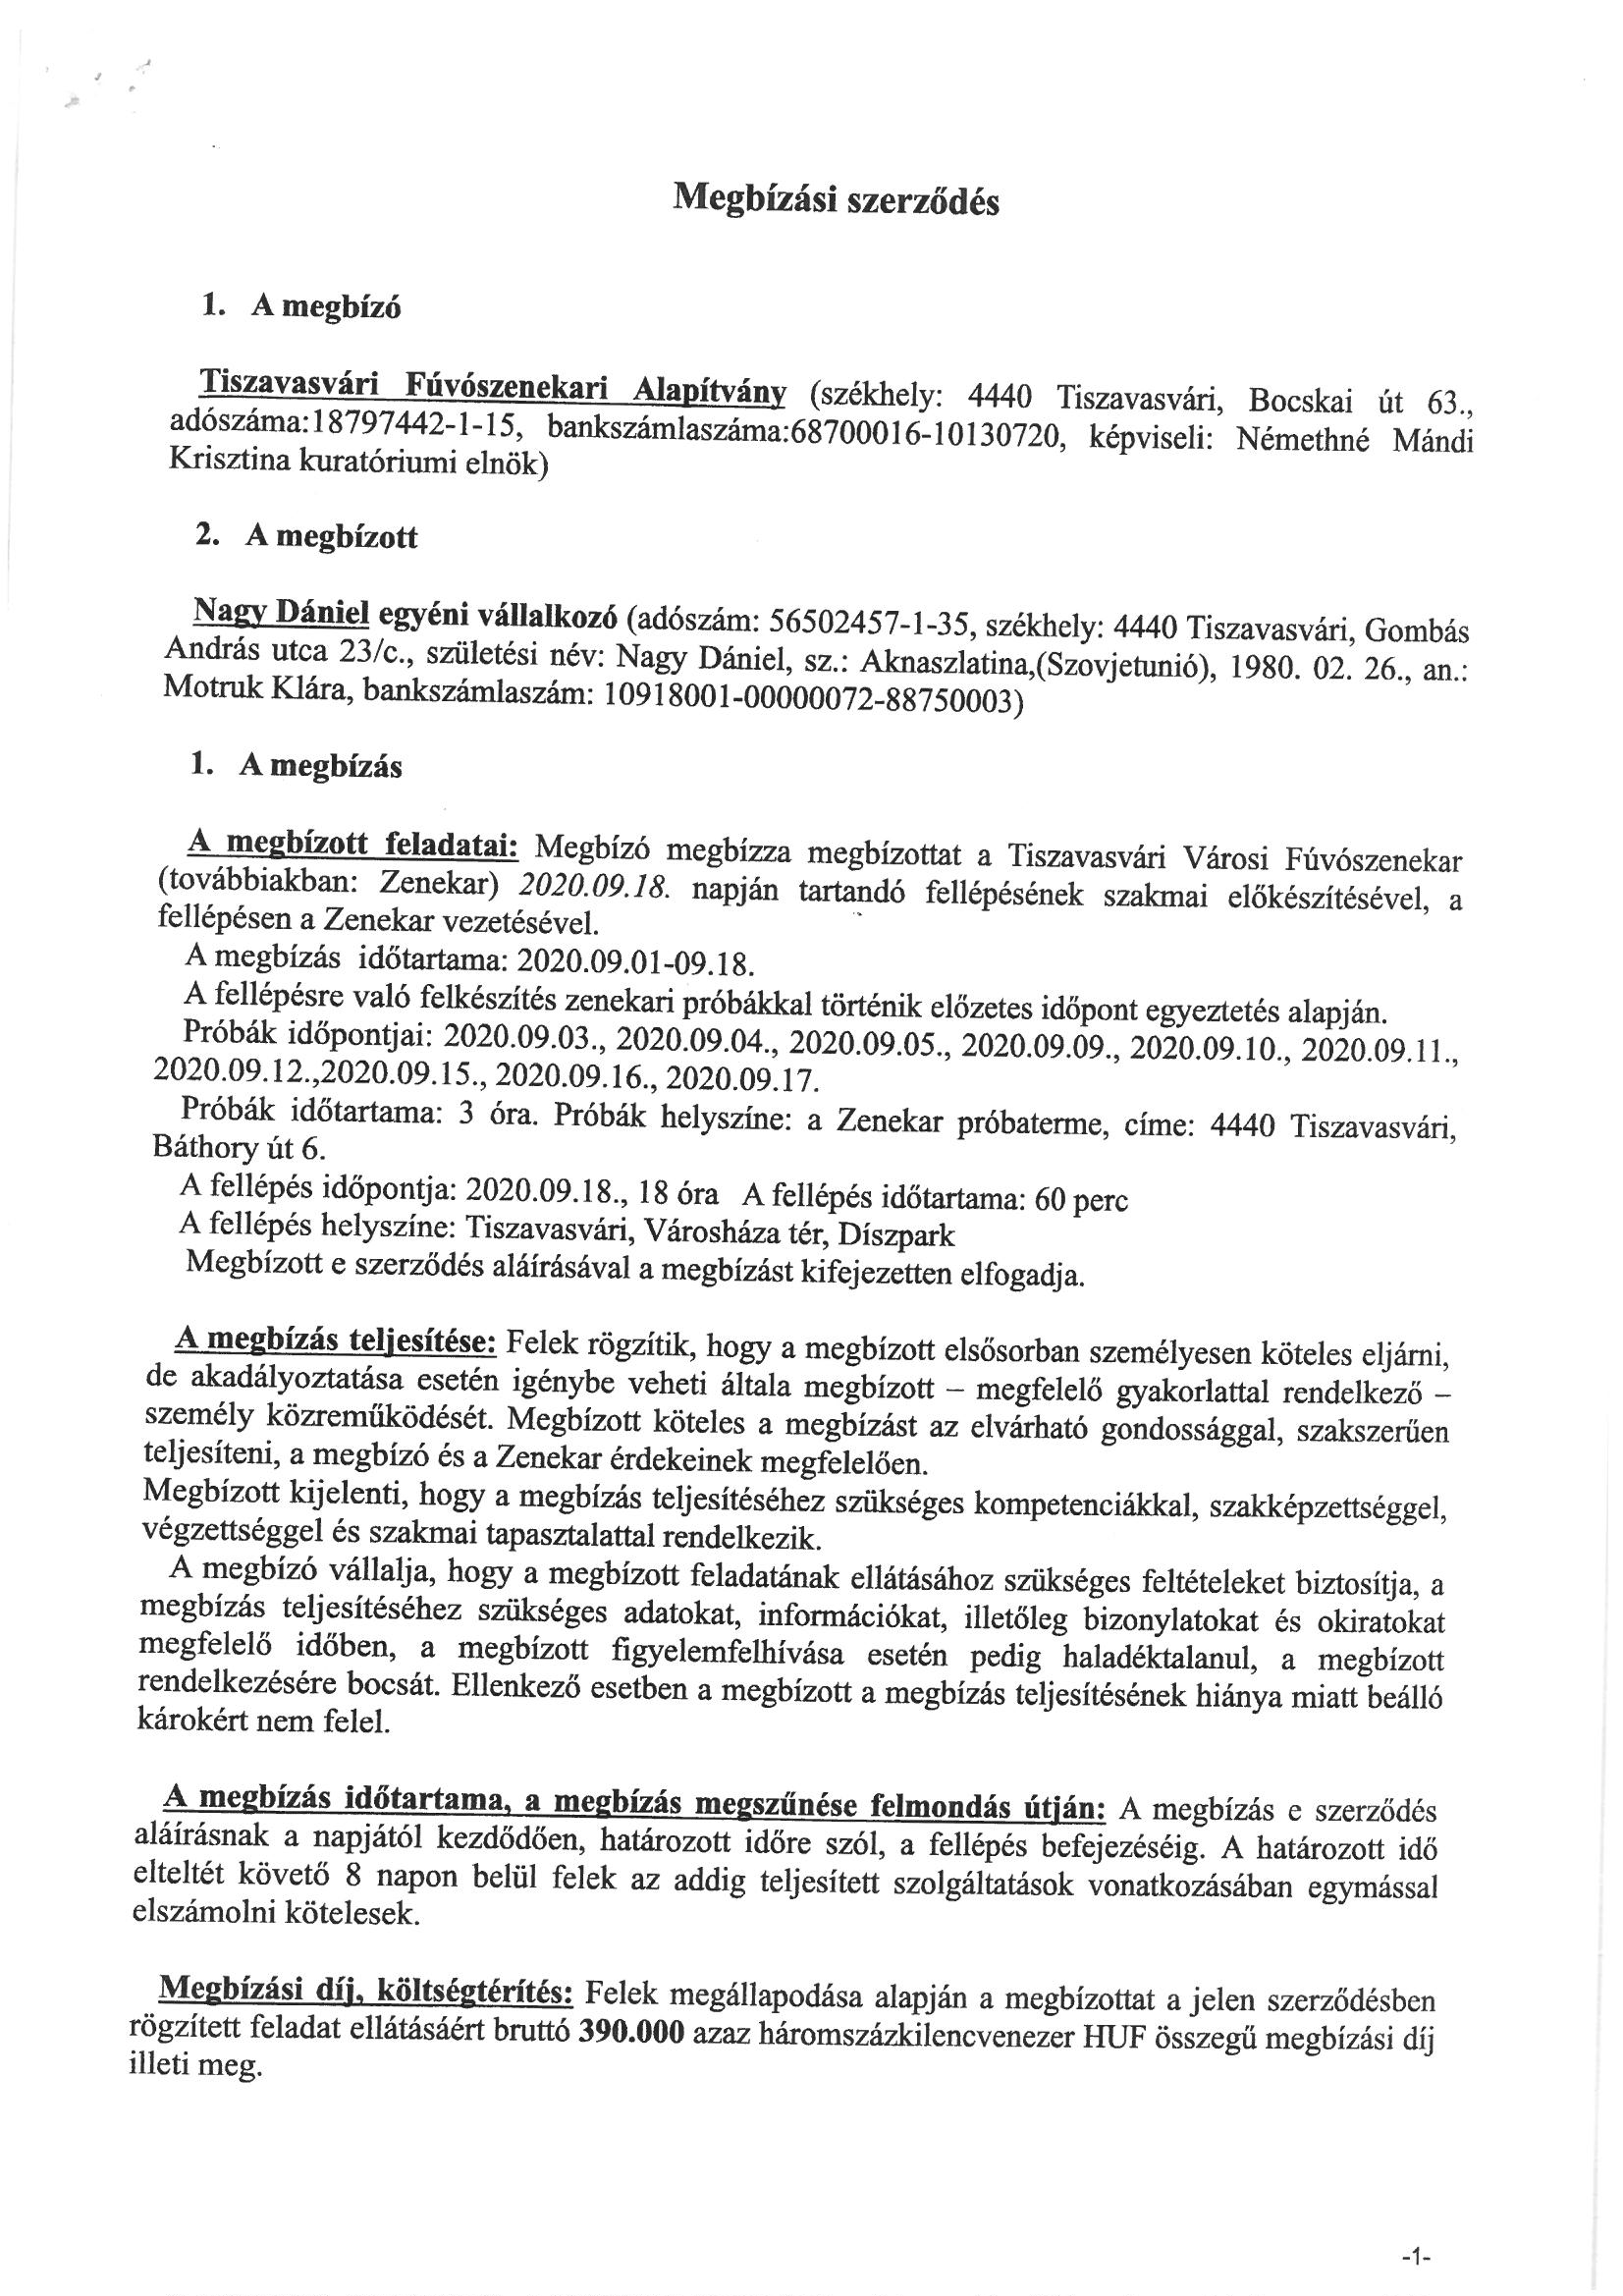 Megbízási szerződés
1. A megbízó
Tiszavasvári Fúvószenekari Alapítvány (székhely: 4440 Tiszavasvári, Bocskai út 63.,
adószáma:18797442-1-15, bankszámlaszáma:68700016-10130720, képviseli: Némethné Mándi
Krisztina kuratóriumi elnök)
2. A megbízott
Nagy Dániel egyéni vállalkozó (adószám: 56502457-1-35, székhely: 4440 Tiszavasvári, Gombás
András utca 23/c., születési név: Nagy Dániel, sz.: Aknaszlatina,(Szovjetunió), 1980. 02. 26., an.:
Motruk Klára, bankszámlaszám: 10918001-00000072-88750003)
1. A megbízás
A megbízott feladatai: Megbízó megbízza megbízottat a Tiszavasvári Városi Fúvószenekar
(továbbiakban: Zenekar) 2020.09.18. napján tartandó fellépésének szakmai előkészítésével, a
fellépésen a Zenekar vezetésével.
A megbízás időtartama: 2020.09.01-09.18.
A fellépésre való felkészítés zenekari próbákkal történik előzetes időpont egyeztetés alapján.
Próbák időpontjai: 2020.09.03., 2020.09.04., 2020.09.05., 2020.09.09., 2020.09.10., 2020.09.11.,
2020.09.12.,2020.09.15., 2020.09.16., 2020.09.17.
Próbák időtartama: 3 óra. Próbák helyszíne: a Zenekar próbaterme, címe: 4440 Tiszavasvári,
Báthory út 6.
A fellépés időpontja: 2020.09.18., 18 óra A fellépés időtartama: 60 perc
A fellépés helyszíne: Tiszavasvári, Városháza tér, Díszpark
Megbízott e szerződés aláírásával a megbízást kifejezetten elfogadja.
A megbízás teljesítése: Felek rögzítik, hogy a megbízott elsősorban személyesen köteles eljárni,
de akadályoztatása esetén igénybe veheti általa megbízott – megfelelő gyakorlattal rendelkező –
személy közreműködését. Megbízott köteles a megbízást az elvárható gondossággal, szakszerűen
teljesíteni, a megbízó és a Zenekar érdekeinek megfelelően.
Megbízott kijelenti, hogy a megbízás teljesítéséhez szükséges kompetenciákkal, szakképzettséggel,
végzettséggel és szakmai tapasztalattal rendelkezik.
A megbízó vállalja, hogy a megbízott feladatának ellátásához szükséges feltételeket biztosítja, a
megbízás teljesítéséhez szükséges adatokat, információkat, illetőleg bizonylatokat és okiratokat
megfelelő időben, a megbízott figyelemfelhívása esetén pedig haladéktalanul, a megbízott
rendelkezésére bocsát. Ellenkező esetben a megbízott a megbízás teljesítésének hiánya miatt beálló
károkért nem felel.
A megbízás időtartama, a megbízás megszűnése felmondás útján: A megbízás e szerződés
aláírásnak a napjától kezdődően, határozott időre szól, a fellépés befejezéséig. A határozott idő
elteltét követő 8 napon belül felek az addig teljesített szolgáltatások vonatkozásában egymással
elszámolni kötelesek.
Megbízási díj, költségtérítés: Felek megállapodása alapján a megbízottat a jelen szerződésben
rögzített feladat ellátásáért bruttó 390.000 azaz háromszázkilencvenezer HUF összegű megbízási díj
illeti meg.
-1-